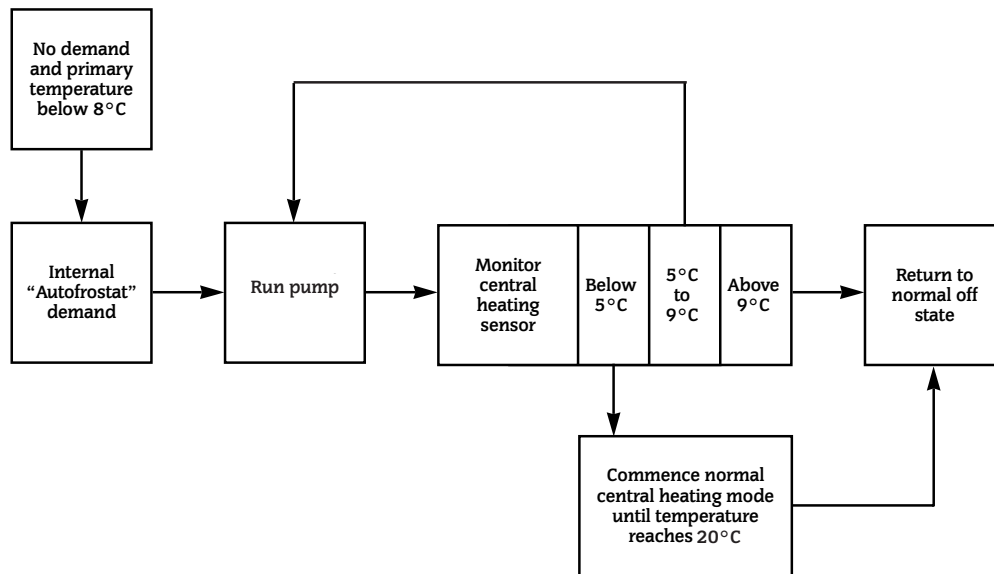 No demand
and primary
temperature
below 8°C
Internal
“Autofrostat”
demand
Run pump
Monitor
central
heating
sensor
Below
5°C
5°C
to
9°C
Above
9°C
Return to
normal off
state
Commence normal
central heating mode
until temperature
reaches 20°C